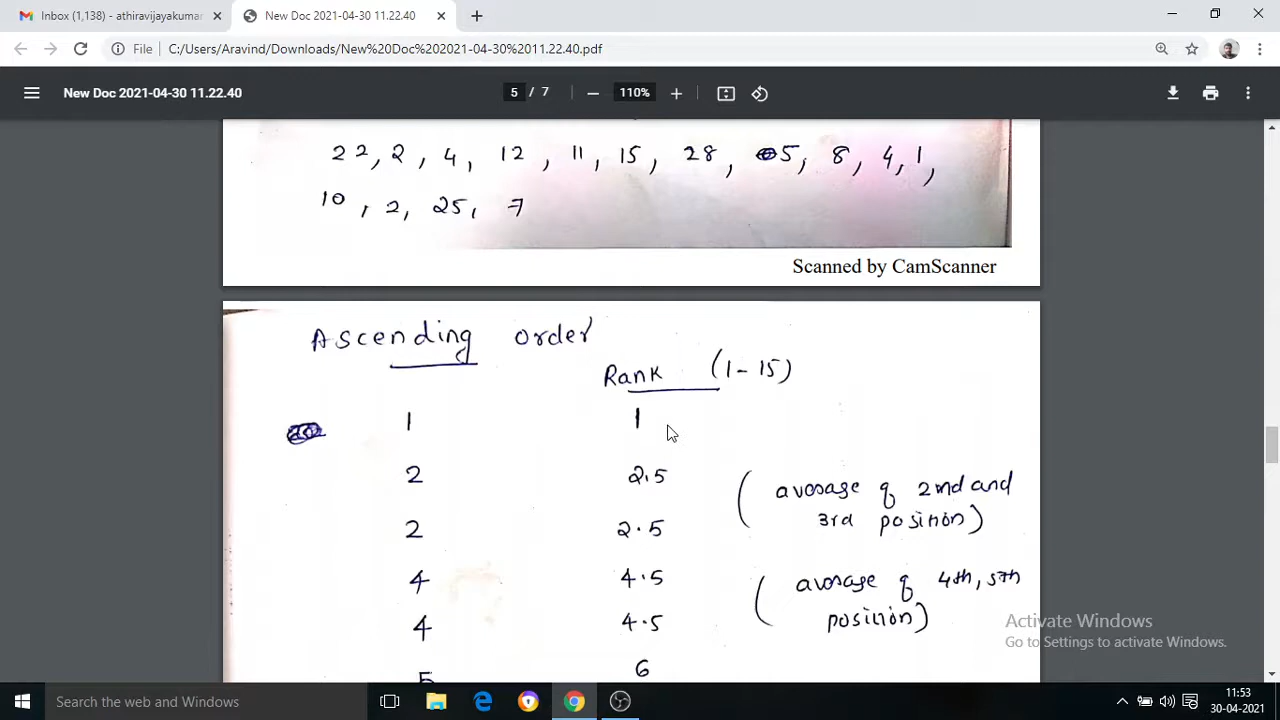 Inbox (1,138) - athiravijayakumar
New Doc 2021-04-30 11.22.40
File
C:/Users/Aravind/Downloads/New%20Doc%202021-04-30%2011.22.40.pdf
New Doc 2021-04-30 11.22.40
5 / 7
110%
22, 2, 4, 12, 11, 15, 28, 5, 8, 4, 1,
10, 2, 25, 7
Scanned by CamScanner
Ascending order
Rank (1-15)
1 1
2 2.5 (average of 2nd and
2 2.5 3rd position)
4 4.5 (average of 4th, 5th
4 4.5 position)
5 6
Activate Windows
Go to Settings to activate Windows.
Search the web and Windows
11:53
30-04-2021